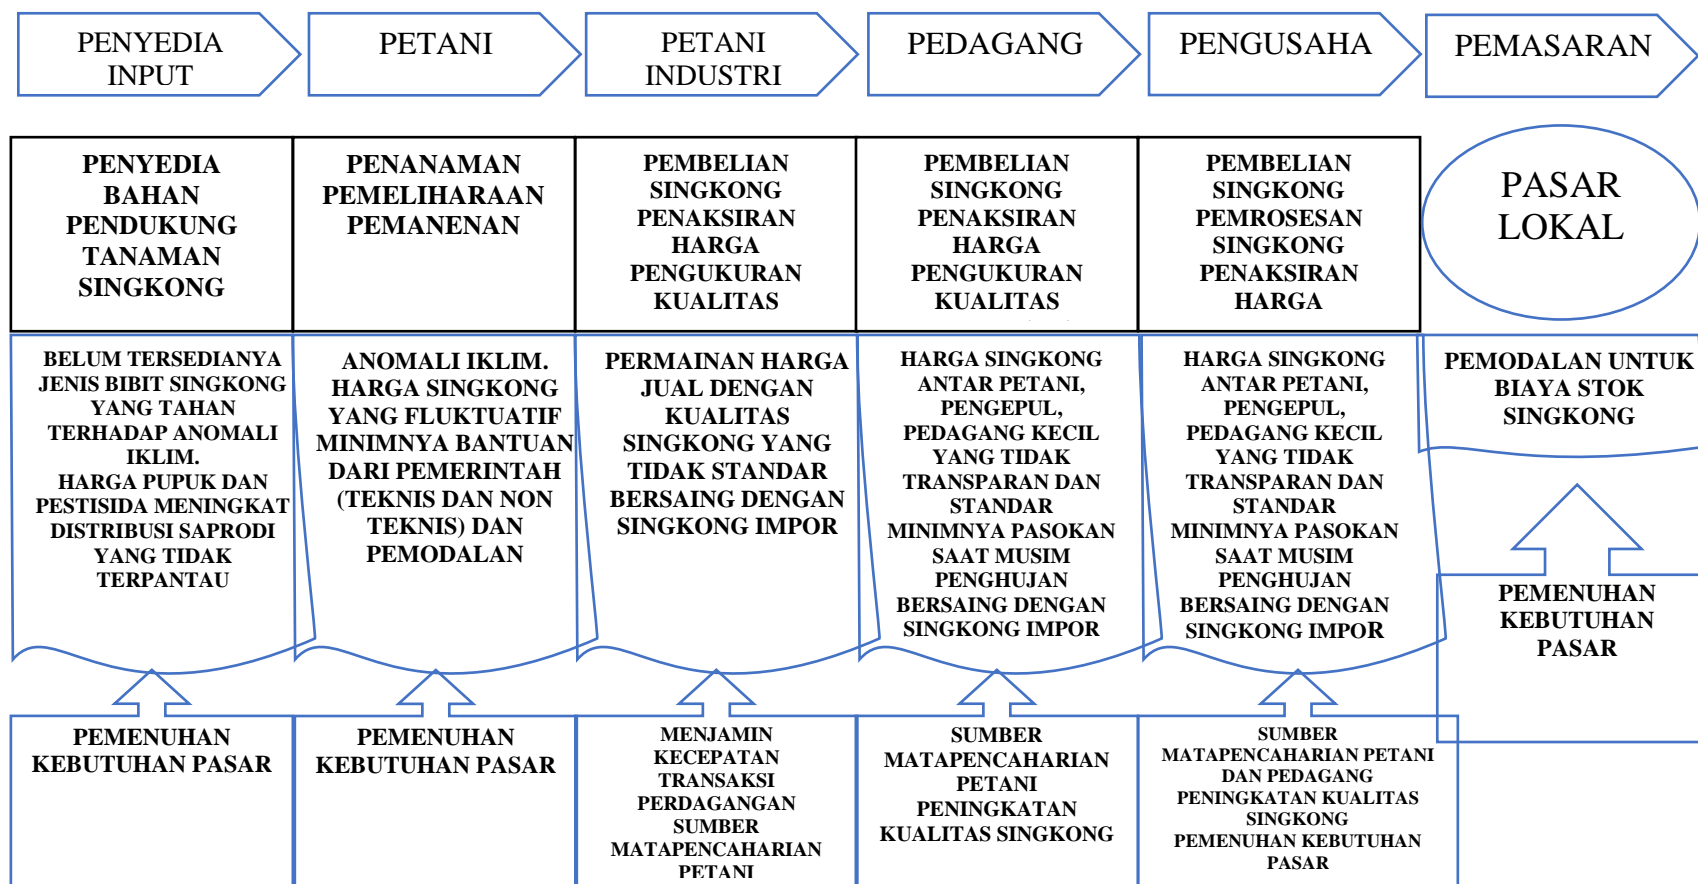 PENYEDIA
INPUT
PETANI
PETANI
INDUSTRI
PEDAGANG
PENGUSAHA
PEMASARAN
PENYEDIA
BAHAN
PENDUKUNG
TANAMAN
SINGKONG
PENANAMAN
PEMELIHARAAN
PEMANENAN
PEMBELIAN
SINGKONG
PENAKSIRAN
HARGA
PENGUKURAN
KUALITAS
PEMBELIAN
SINGKONG
PENAKSIRAN
HARGA
PENGUKURAN
KUALITAS
PEMBELIAN
SINGKONG
PEMROSESAN
SINGKONG
PENAKSIRAN
HARGA
PASAR
LOKAL
BELUM TERSEDIANYA
JENIS BIBIT SINGKONG
YANG TAHAN
TERHADAP ANOMALI
IKLIM.
HARGA PUPUK DAN
PESTISIDA MENINGKAT
DISTRIBUSI SAPRODI
YANG TIDAK
TERPANTAU
ANOMALI IKLIM.
HARGA SINGKONG
YANG FLUKTUATIF
MINIMNYA BANTUAN
DARI PEMERINTAH
(TEKNIS DAN NON
TEKNIS) DAN
PEMODALAN
PERMAINAN HARGA
JUAL DENGAN
KUALITAS
SINGKONG YANG
TIDAK STANDAR
BERSAING DENGAN
SINGKONG IMPOR
HARGA SINGKONG
ANTAR PETANI,
PENGEPUL,
PEDAGANG KECIL
YANG TIDAK
TRANSPARAN DAN
STANDAR
MINIMNYA PASOKAN
SAAT MUSIM
PENGHUJAN
BERSAING DENGAN
SINGKONG IMPOR
HARGA SINGKONG
ANTAR PETANI,
PENGEPUL,
PEDAGANG KECIL
YANG TIDAK
TRANSPARAN DAN
STANDAR
MINIMNYA PASOKAN
SAAT MUSIM
PENGHUJAN
BERSAING DENGAN
SINGKONG IMPOR
PEMODALAN UNTUK
BIAYA STOK
SINGKONG
PEMENUHAN
KEBUTUHAN PASAR
PEMENUHAN
KEBUTUHAN PASAR
MENJAMIN
KECEPATAN
TRANSAKSI
PERDAGANGAN
SUMBER
MATAPENCAHARIAN
PETANI
SUMBER
MATAPENCAHARIAN
PETANI
PENINGKATAN
KUALITAS SINGKONG
SUMBER
MATAPENCAHARIAN PETANI
DAN PEDAGANG
PENINGKATAN KUALITAS
SINGKONG
PEMENUHAN KEBUTUHAN
PASAR
PEMENUHAN
KEBUTUHAN
PASAR